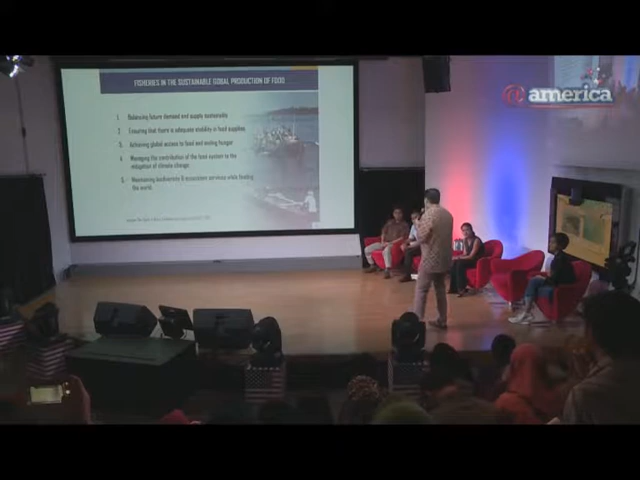 FISHERIES IN THE SUSTAINABLE GOBAL PRODUCTION OF FOOD
@america
1. Balancing future demand and supply sustainably
2. Ensuring that there is adequate stability in food supplies
3. Achieving global access to food and ending hunger
4. Managing the contribution of the food system to the
mitigation of climate change
5. Maintaining biodiversity & ecosystem services while feeding
the world.